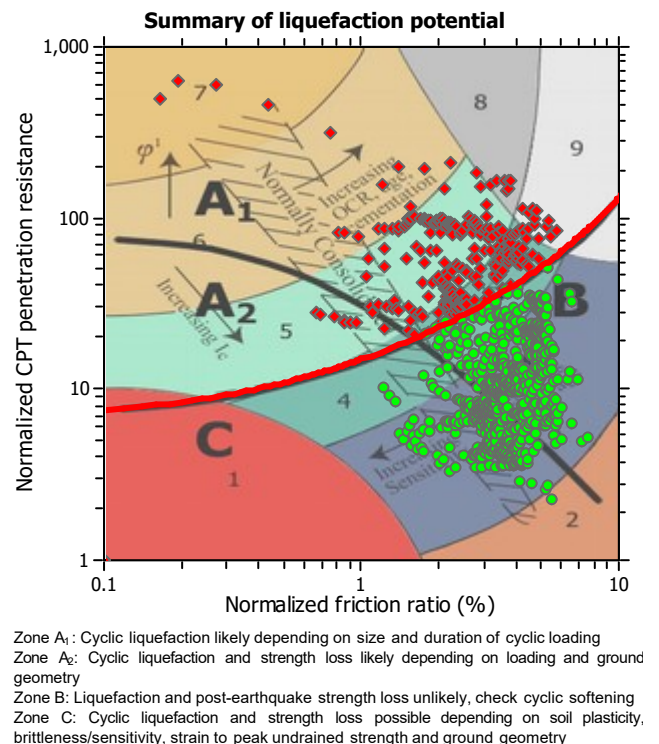 Summary of liquefaction potential
1,000
100
10
1
0.1
1
10
Normalized CPT penetration resistance
Normalized friction ratio (%)
7
8
9
φ'
A₁
Increasing
OCR, age,
cementation
Normally Consolidated
6
A₂
Increasing Ic
5
B
4
C
1
Increasing
Sensitivity
2
Zone A₁: Cyclic liquefaction likely depending on size and duration of cyclic loading
Zone A₂: Cyclic liquefaction and strength loss likely depending on loading and ground
geometry
Zone B: Liquefaction and post-earthquake strength loss unlikely, check cyclic softening
Zone C: Cyclic liquefaction and strength loss possible depending on soil plasticity,
brittleness/sensitivity, strain to peak undrained strength and ground geometry